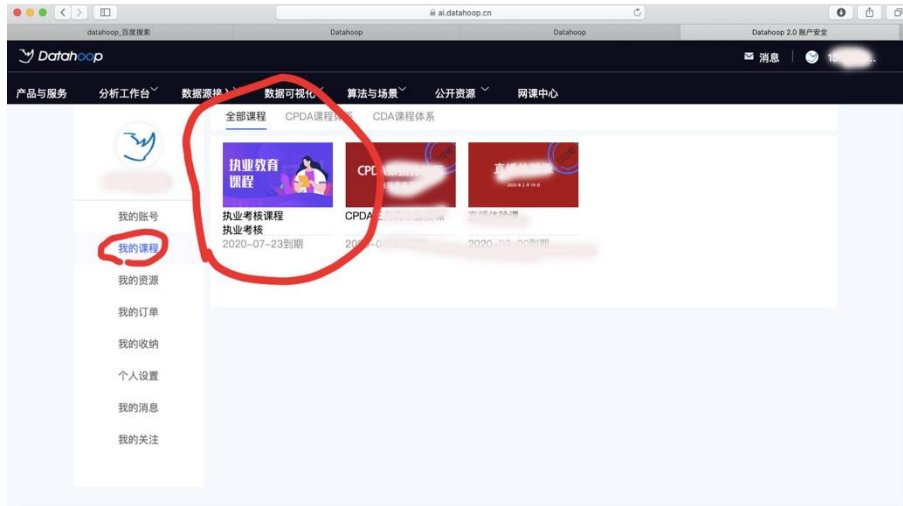 ai.datahoop.cn
datahoop_百度搜索
Datahoop
Datahoop
Datahoop 2.0 账户安全
Datahoop
消息
产品与服务
分析工作台
数据源接入
数据可视化
算法与场景
公开资源
网课中心
全部课程
CPDA课程体系
CDA课程体系
执业教育
课程
CPDA
执业考核课程
执业考核
2020-07-23到期
我的账号
我的课程
我的资源
我的订单
我的收纳
个人设置
我的消息
我的关注